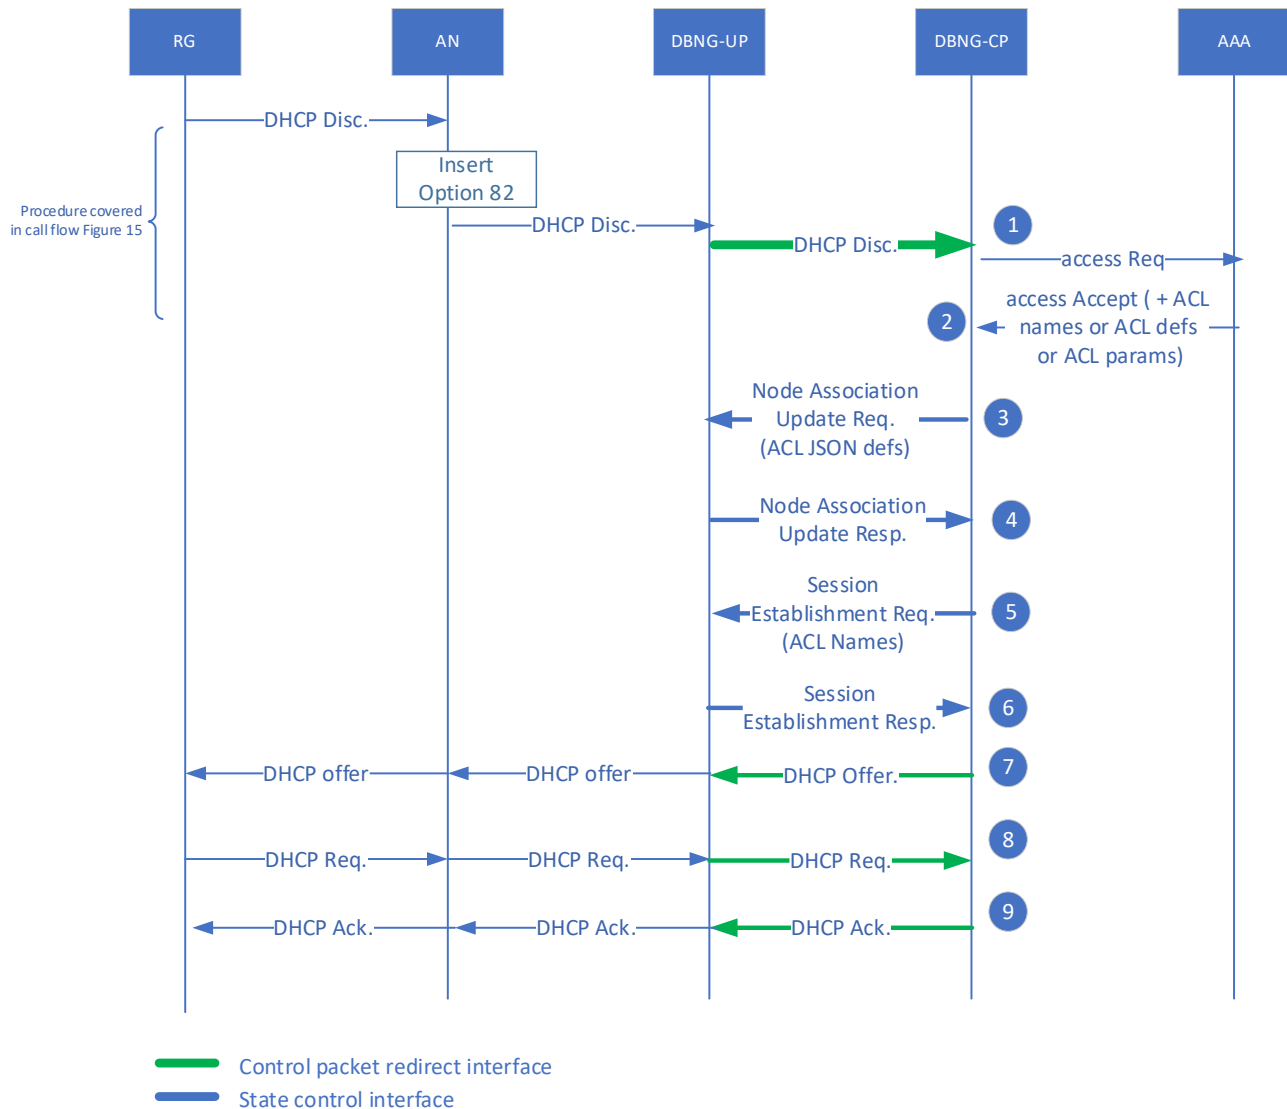 RG
AN
DBNG-UP
DBNG-CP
AAA
DHCP Disc.
Insert
Option 82
Procedure covered
in call flow Figure 15
DHCP Disc.
DHCP Disc.
1
access Req
access Accept ( + ACL
names or ACL defs
or ACL params)
2
Node Association
Update Req.
(ACL JSON defs)
3
Node Association
Update Resp.
4
Session
Establishment Req.
(ACL Names)
5
Session
Establishment Resp.
6
DHCP offer
DHCP offer
DHCP Offer.
7
DHCP Req.
DHCP Req.
DHCP Req.
8
DHCP Ack.
DHCP Ack.
DHCP Ack.
9
Control packet redirect interface
State control interface